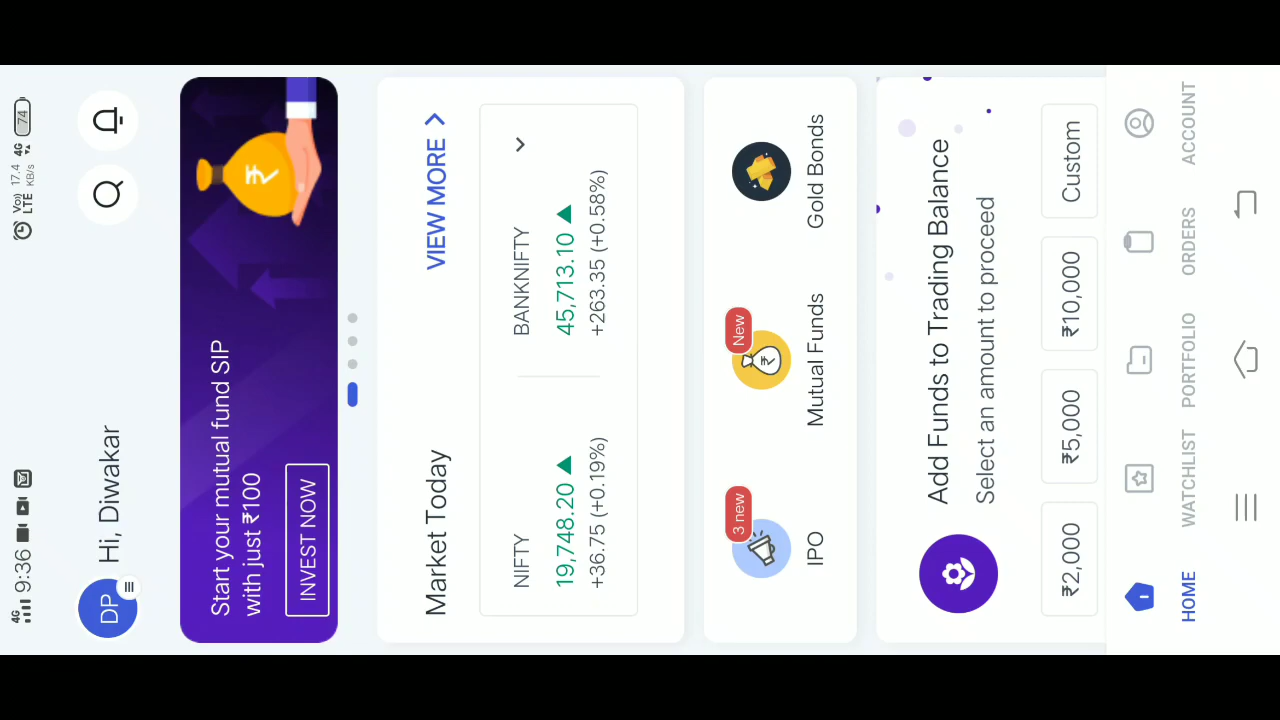 4G 9:36
VoD LTE 17.4 KB/s 4G 74
DP Hi, Diwakar
Start your mutual fund SIP
with just ₹100
INVEST NOW
Market Today
VIEW MORE
NIFTY
19,748.20
+36.75 (+0.19%)
BANKNIFTY
45,713.10
+263.35 (+0.58%)
3 new
IPO
New
Mutual Funds
Gold Bonds
Add Funds to Trading Balance
Select an amount to proceed
₹2,000
₹5,000
₹10,000
Custom
HOME
WATCHLIST
PORTFOLIO
ORDERS
ACCOUNT